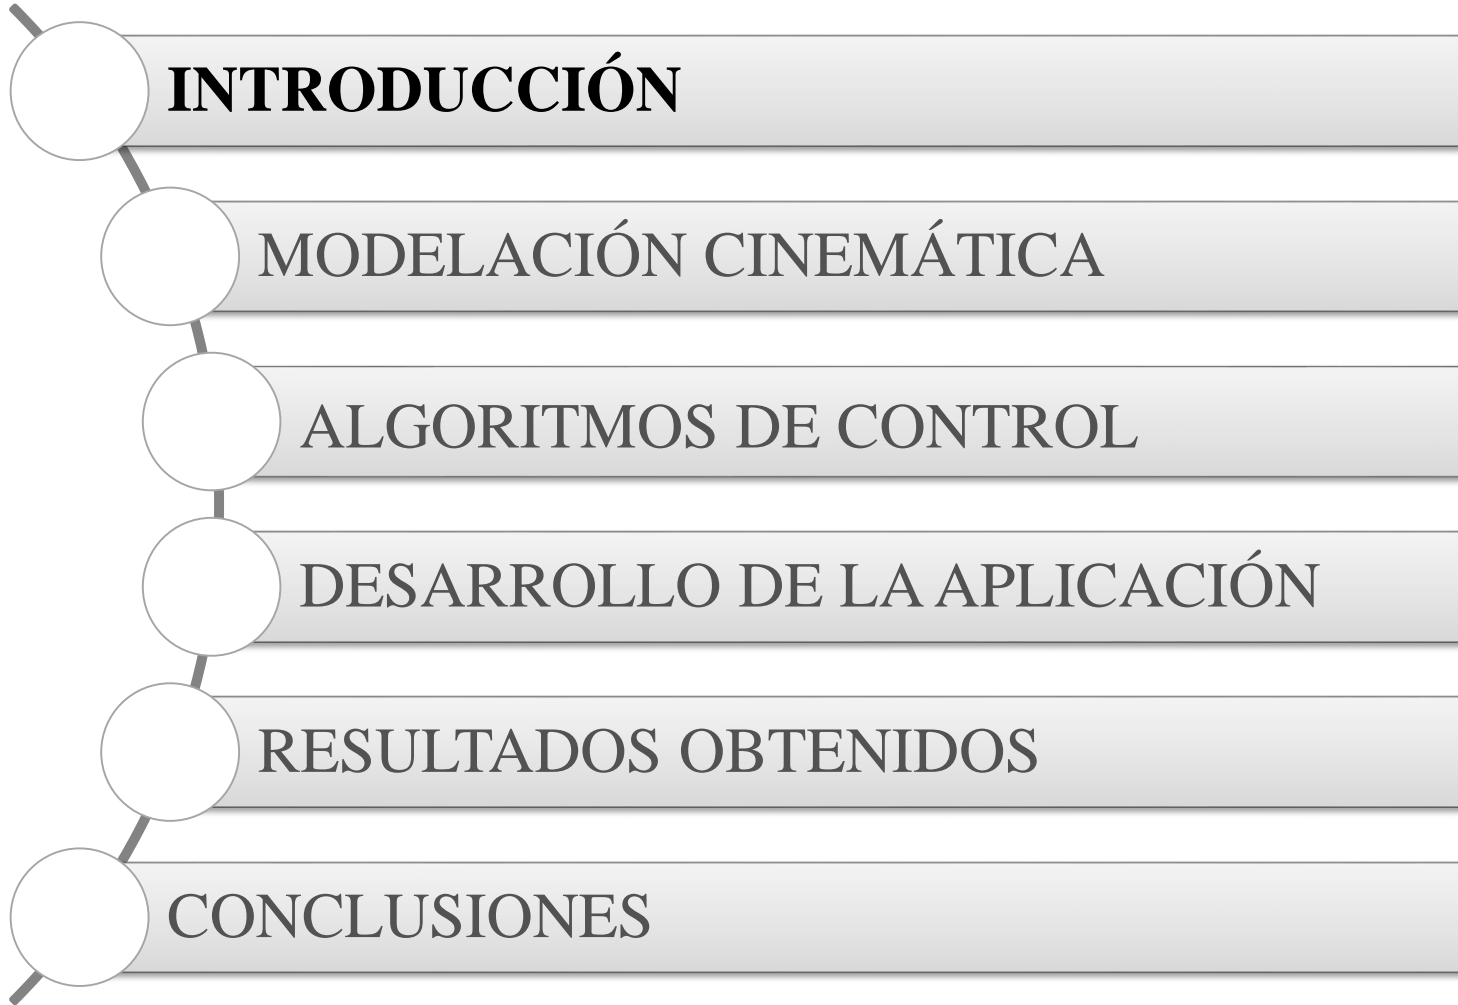 INTRODUCCIÓN
MODELACIÓN CINEMÁTICA
ALGORITMOS DE CONTROL
DESARROLLO DE LA APLICACIÓN
RESULTADOS OBTENIDOS
CONCLUSIONES